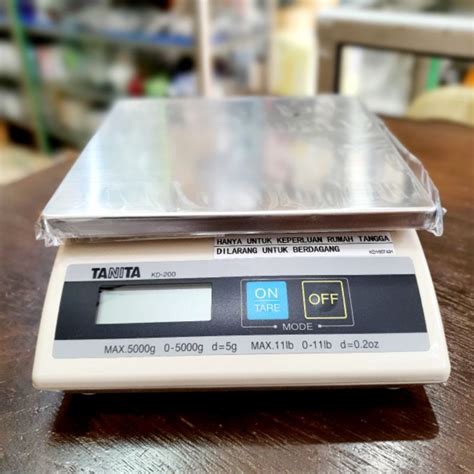 HANYA UNTUK KEPERLUAN RUMAH TANGGA
DILARANG UNTUK BERDAGANG
TANITA KD-200
ON
TARE
OFF
MODE
MAX.5000g 0-5000g d=5g MAX.11lb 0-11lb d=0.2oz